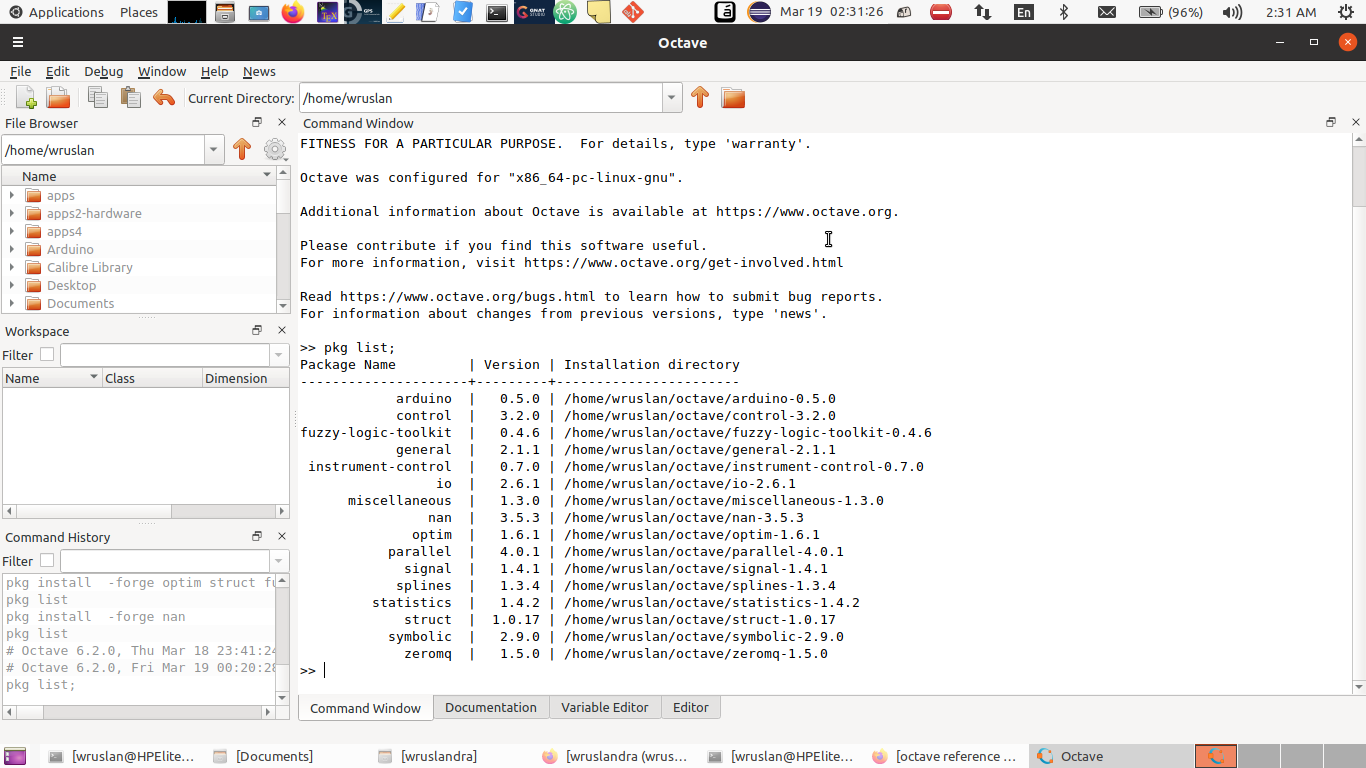 Applications Places Mar 19 02:31:26 En (96%) 2:31 AM
Octave
File Edit Debug Window Help News
Current Directory: /home/wruslan
File Browser
/home/wruslan
Name
apps
apps2-hardware
apps4
Arduino
Calibre Library
Desktop
Documents
Workspace
Filter
Name Class Dimension
Command History
Filter
pkg install  -forge optim struct fu
pkg list
pkg install  -forge nan
pkg list
# Octave 6.2.0, Thu Mar 18 23:41:24
# Octave 6.2.0, Fri Mar 19 00:20:28
pkg list;
Command Window
FITNESS FOR A PARTICULAR PURPOSE.  For details, type 'warranty'.
Octave was configured for "x86_64-pc-linux-gnu".
Additional information about Octave is available at https://www.octave.org.
Please contribute if you find this software useful.
For more information, visit https://www.octave.org/get-involved.html
Read https://www.octave.org/bugs.html to learn how to submit bug reports.
For information about changes from previous versions, type 'news'.
>> pkg list;
Package Name         | Version | Installation directory
---------------------+---------+-----------------------
            arduino  |   0.5.0 | /home/wruslan/octave/arduino-0.5.0
            control  |   3.2.0 | /home/wruslan/octave/control-3.2.0
fuzzy-logic-toolkit  |   0.4.6 | /home/wruslan/octave/fuzzy-logic-toolkit-0.4.6
            general  |   2.1.1 | /home/wruslan/octave/general-2.1.1
 instrument-control  |   0.7.0 | /home/wruslan/octave/instrument-control-0.7.0
                 io  |   2.6.1 | /home/wruslan/octave/io-2.6.1
      miscellaneous  |   1.3.0 | /home/wruslan/octave/miscellaneous-1.3.0
                nan  |   3.5.3 | /home/wruslan/octave/nan-3.5.3
              optim  |   1.6.1 | /home/wruslan/octave/optim-1.6.1
           parallel  |   4.0.1 | /home/wruslan/octave/parallel-4.0.1
             signal  |   1.4.1 | /home/wruslan/octave/signal-1.4.1
            splines  |   1.3.4 | /home/wruslan/octave/splines-1.3.4
         statistics  |   1.4.2 | /home/wruslan/octave/statistics-1.4.2
             struct  |  1.0.17 | /home/wruslan/octave/struct-1.0.17
           symbolic  |   2.9.0 | /home/wruslan/octave/symbolic-2.9.0
             zeromq  |   1.5.0 | /home/wruslan/octave/zeromq-1.5.0
>>
Command Window Documentation Variable Editor Editor
[wruslan@HPElite... [Documents] [wruslandra] [wruslandra (wrus... [wruslan@HPElite... [octave reference ... Octave